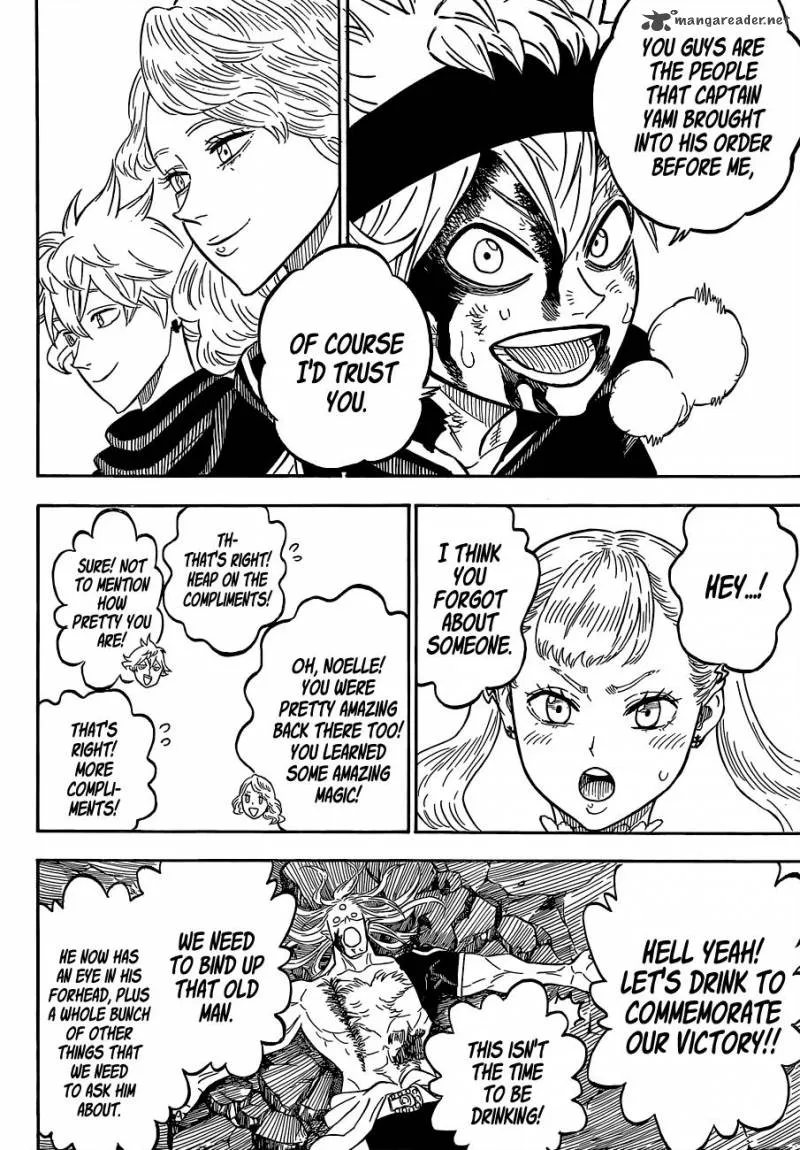 mangareader.net
YOU GUYS ARE
THE PEOPLE
THAT CAPTAIN
YAMI BROUGHT
INTO HIS ORDER
BEFORE ME,
OF COURSE
I'D TRUST
YOU.
HEY...!
I THINK
YOU
FORGOT
ABOUT
SOMEONE.
OH, NOELLE!
YOU WERE
PRETTY AMAZING
BACK THERE TOO!
YOU LEARNED
SOME AMAZING
MAGIC!
TH-
THAT'S RIGHT!
HEAP ON THE
COMPLIMENTS!
SURE! NOT
TO MENTION
HOW
PRETTY YOU
ARE!
THAT'S
RIGHT!
MORE
COMPLI-
MENTS!
HELL YEAH!
LET'S DRINK TO
COMMEMORATE
OUR VICTORY!!
THIS ISN'T
THE TIME
TO BE
DRINKING!
WE NEED
TO BIND UP
THAT OLD
MAN.
HE NOW HAS
AN EYE IN HIS
FORHEAD, PLUS
A WHOLE BUNCH
OF OTHER
THINGS THAT
WE NEED
TO ASK HIM
ABOUT.